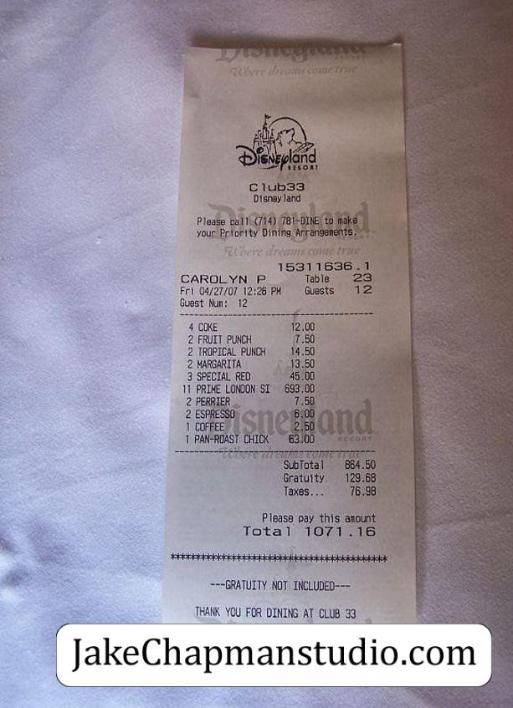 Disneyland
RESORT
Where dreams come true
Disneyland
RESORT
Club33
Disneyland
Please call (714) 781-DINE to make
your Priority Dining Arrangements.
Disneyland
Where dreams come true
15311636.1
CAROLYN P Table 23
Fri 04/27/07 12:26 PM Guests 12
Guest Num: 12
4 COKE 12.00
2 FRUIT PUNCH 7.50
2 TROPICAL PUNCH 14.50
2 MARGARITA 13.50
3 SPECIAL RED 45.00
11 PRIME LONDON SI 693.00
2 PERRIER 7.50
2 ESPRESSO 6.00
1 COFFEE 2.50
1 PAN-ROAST CHICK 63.00
Disneyland
RESORT
Where dreams come true
SubTotal 864.50
Gratuity 129.68
Taxes... 76.98
Please pay this amount
Total 1071.16
****************************************
---GRATUITY NOT INCLUDED---
THANK YOU FOR DINING AT CLUB 33
JakeChapmanstudio.com